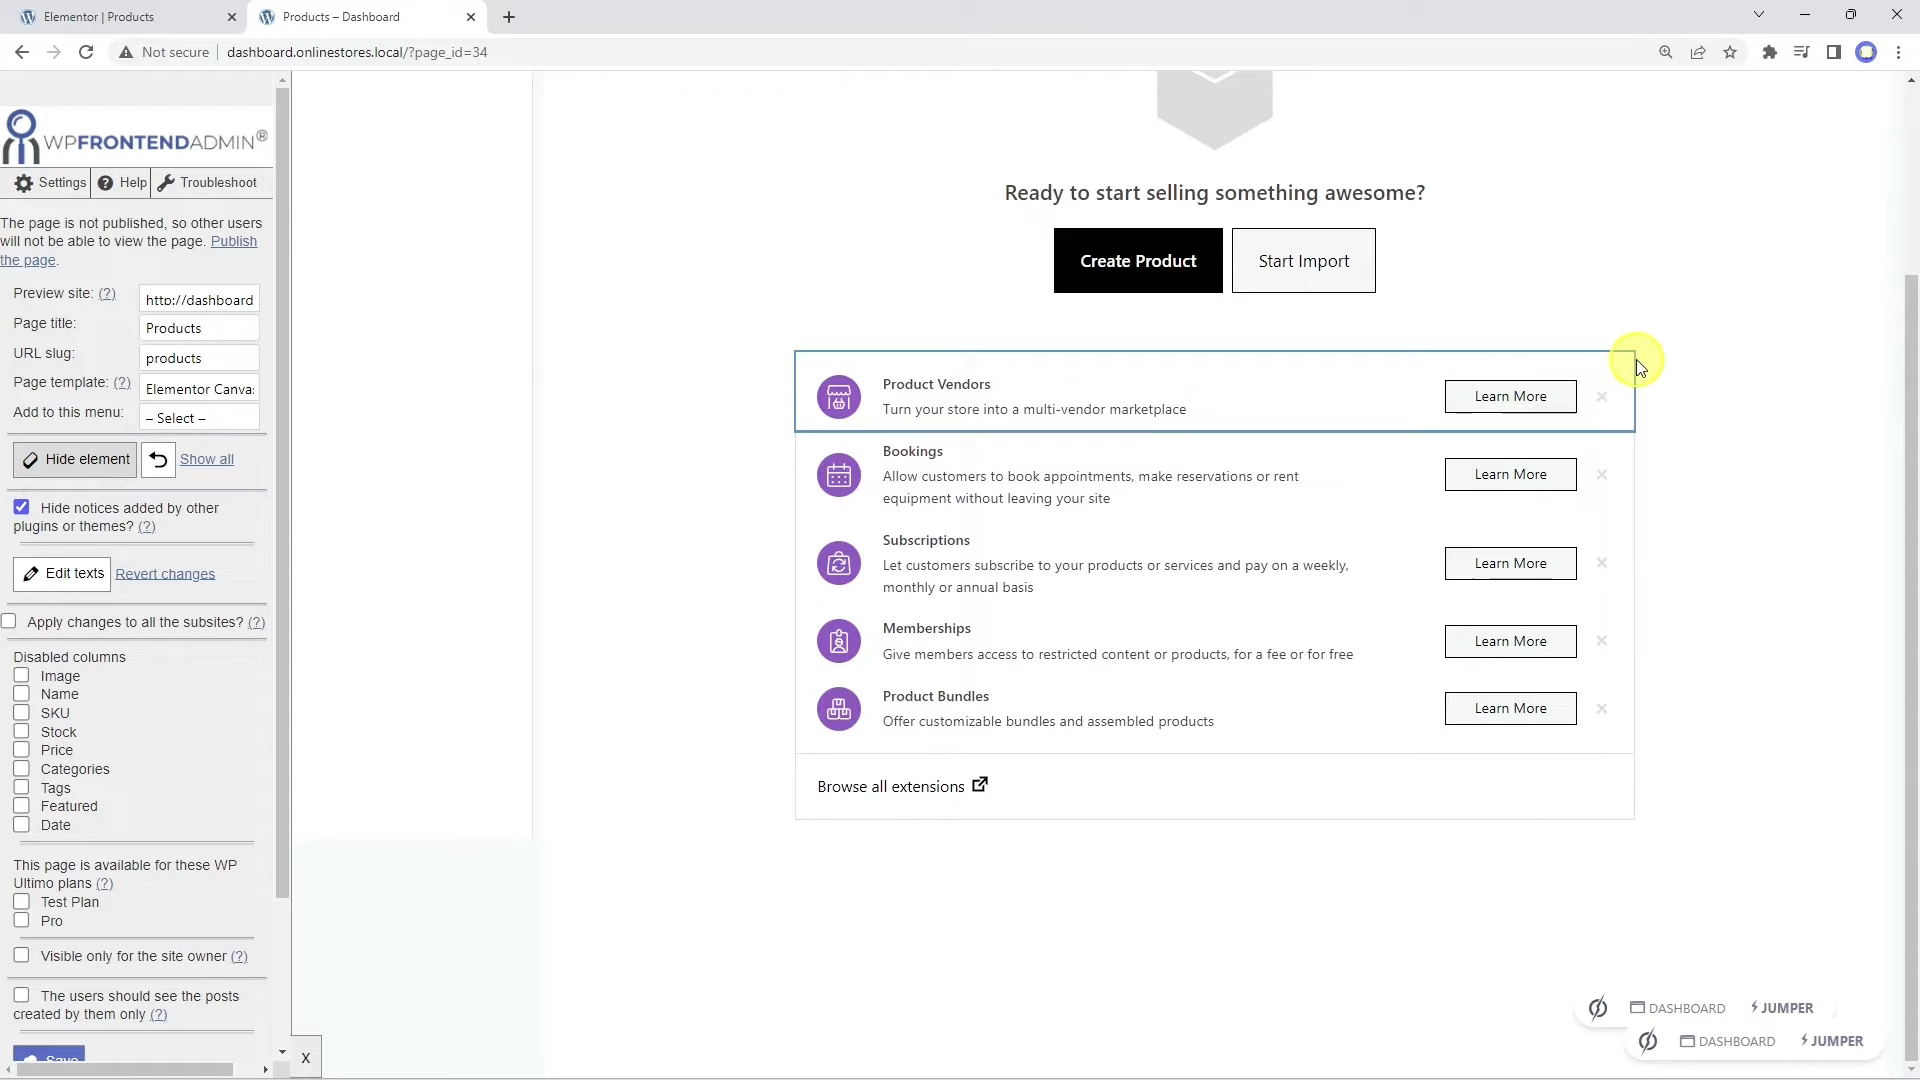 Elementor | Products
Products – Dashboard
Not secure
dashboard.onlinestores.local/?page_id=34
WPFRONTENDADMIN®
Settings
Help
Troubleshoot
The page is not published, so other users
will not be able to view the page. Publish
the page.
Preview site: (?)
http://dashboard
Page title:
Products
URL slug:
products
Page template: (?)
Elementor Canva
Add to this menu:
– Select –
Hide element
Show all
Hide notices added by other
plugins or themes? (?)
Edit texts
Revert changes
Apply changes to all the subsites? (?)
Disabled columns
Image
Name
SKU
Stock
Price
Categories
Tags
Featured
Date
This page is available for these WP
Ultimo plans (?)
Test Plan
Pro
Visible only for the site owner (?)
The users should see the posts
created by them only (?)
Save
X
Ready to start selling something awesome?
Create Product
Start Import
Product Vendors
Turn your store into a multi-vendor marketplace
Learn More
Bookings
Allow customers to book appointments, make reservations or rent
equipment without leaving your site
Learn More
Subscriptions
Let customers subscribe to your products or services and pay on a weekly,
monthly or annual basis
Learn More
Memberships
Give members access to restricted content or products, for a fee or for free
Learn More
Product Bundles
Offer customizable bundles and assembled products
Learn More
Browse all extensions
DASHBOARD
JUMPER
DASHBOARD
JUMPER